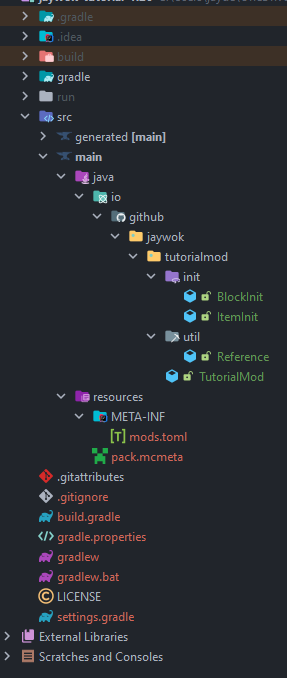 .gradle
.idea
build
gradle
run
src
generated [main]
main
java
io
github
jaywok
tutorialmod
init
BlockInit
ItemInit
util
Reference
TutorialMod
resources
META-INF
mods.toml
pack.mcmeta
.gitattributes
.gitignore
build.gradle
gradle.properties
gradlew
gradlew.bat
LICENSE
settings.gradle
External Libraries
Scratches and Consoles